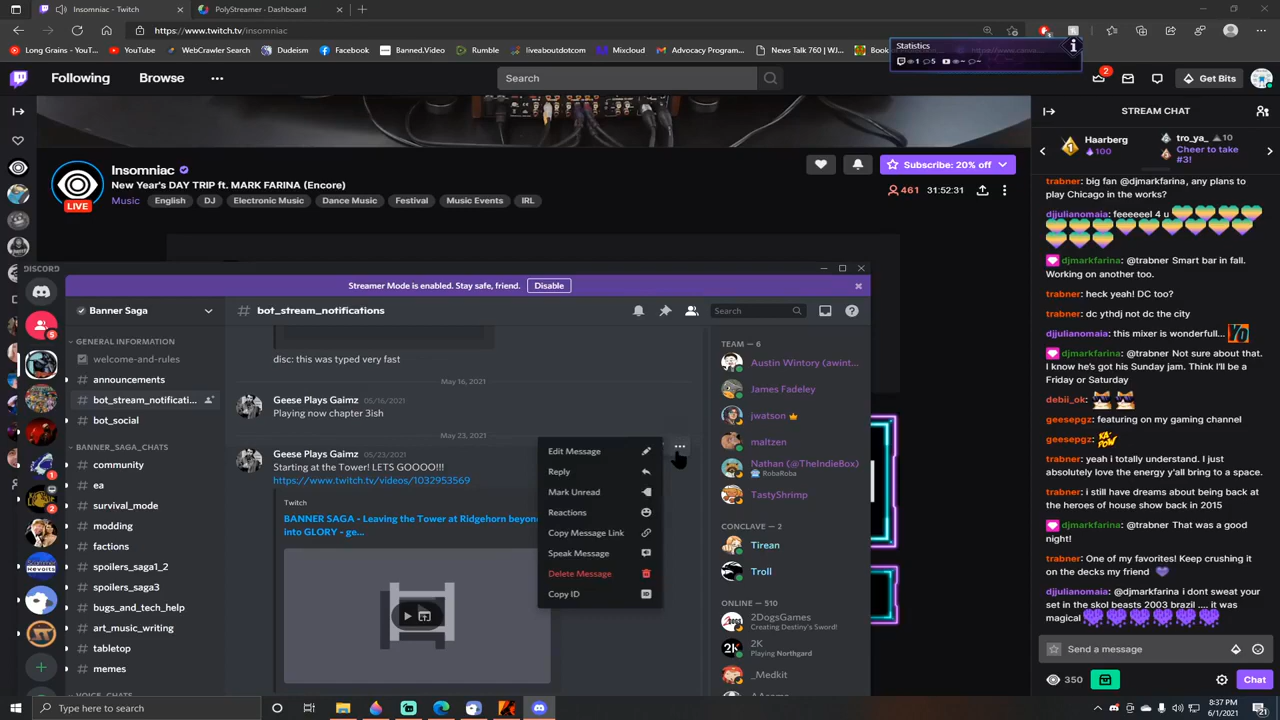 Insomniac - Twitch
PolyStreamer - Dashboard
https://www.twitch.tv/insomniac
Long Grains - Twitch
YouTube
WebCrawler Search
Dudeism
Facebook
Banned.Video
Rumble
liveaboutdotcom
Mixcloud
Advocacy Program...
News Talk 760 | WJ...
Book
Statistics
1 5 - -
Following
Browse
Search
2
Get Bits
STREAM CHAT
Haarberg
100
tro_ya_ 10
Cheer to take
#3!
Insomniac
New Year's DAY TRIP ft. MARK FARINA (Encore)
LIVE
Music
English
DJ
Electronic Music
Dance Music
Festival
Music Events
IRL
Subscribe: 20% off
461
31:52:31
trabner: big fan @djmarkfarina, any plans to
play Chicago in the works?
djjulianomaia: feeeeeel 4 u
djmarkfarina: @trabner Smart bar in fall.
Working on another too.
trabner: heck yeah! DC too?
trabner: dc ythdj not dc the city
djjulianomaia: this mixer is wonderfull...
djmarkfarina: @trabner Not sure about that.
I know he's got his Sunday jam. Think I'll be a
Friday or Saturday
debii_ok:
geesepgz: featuring on my gaming channel
geesepgz:
trabner: yeah i totally understand. I just
absolutely love the energy y'all bring to a space.
trabner: i still have dreams about being back at
the heroes of house show back in 2015
djmarkfarina: @trabner That was a good
night!
trabner: One of my favorites! Keep crushing it
on the decks my friend
djjulianomaia: @djmarkfarina i dont sweat your
set in the skol beasts 2003 brazil .... it was
magical
Send a message
350
Chat
DISCORD
Streamer Mode is enabled. Stay safe, friend.
Disable
Banner Saga
bot_stream_notifications
Search
GENERAL INFORMATION
welcome-and-rules
announcements
bot_stream_notificati...
bot_social
BANNER_SAGA_CHATS
community
ea
survival_mode
modding
factions
spoilers_saga1_2
spoilers_saga3
bugs_and_tech_help
art_music_writing
tabletop
memes
VOICE_CHATS
disc: this was typed very fast
May 16, 2021
Geese Plays Gaimz 05/16/2021
Playing now chapter 3ish
May 23, 2021
Geese Plays Gaimz 05/23/2021
Starting at the Tower! LETS GOOOO!!!
https://www.twitch.tv/videos/1032953569
Twitch
BANNER SAGA - Leaving the Tower at Ridgehorn beyon
into GLORY - ge...
Edit Message
Reply
Mark Unread
Reactions
Copy Message Link
Speak Message
Delete Message
Copy ID
TEAM — 6
Austin Wintory (awint...
James Fadeley
jwatson
maltzen
Nathan (@TheIndieBox)
RobaRoba
TastyShrimp
CONCLAVE — 2
Tirean
Troll
ONLINE — 510
2DogsGames
Creating Destiny's Sword!
2K
Playing Northgard
_Medkit
Type here to search
8:37 PM
6/1/2021
21